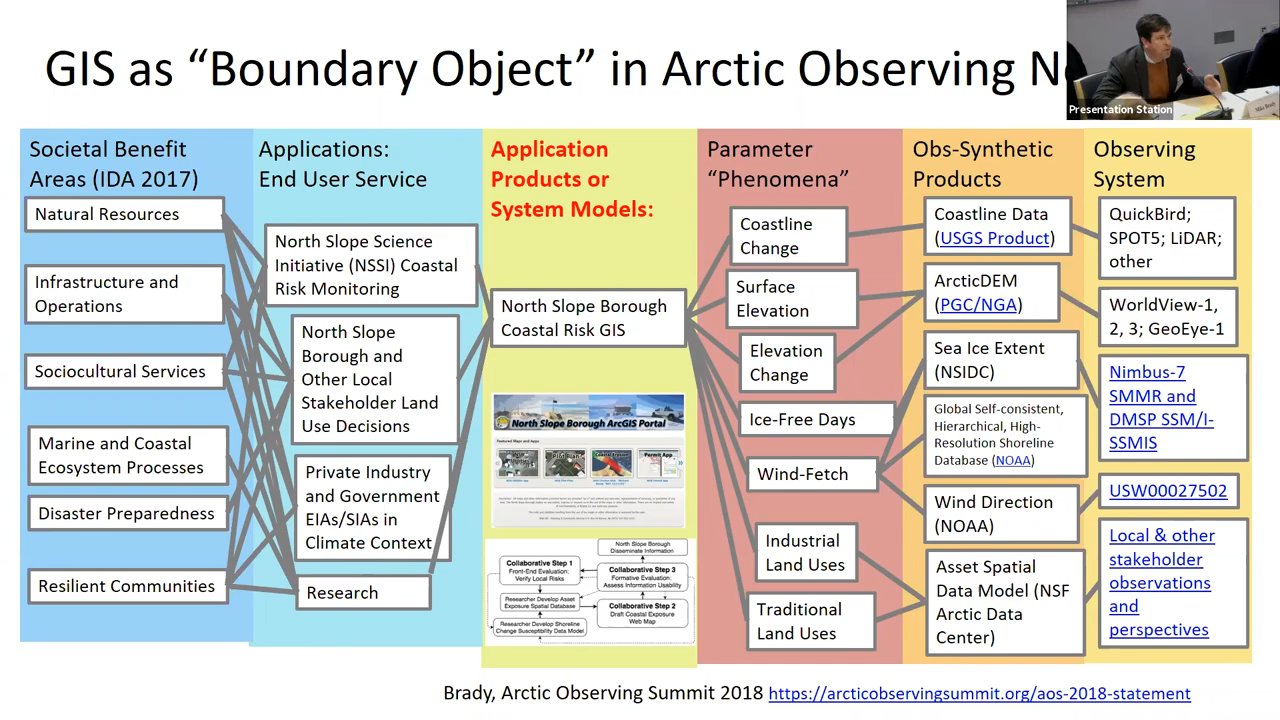 GIS as “Boundary Object” in Arctic Observing N
Presentation Station
Societal Benefit
Areas (IDA 2017)
Natural Resources
Infrastructure and
Operations
Sociocultural Services
Marine and Coastal
Ecosystem Processes
Disaster Preparedness
Resilient Communities
Applications:
End User Service
North Slope Science
Initiative (NSSI) Coastal
Risk Monitoring
North Slope
Borough and
Other Local
Stakeholder Land
Use Decisions
Private Industry
and Government
EIAs/SIAs in
Climate Context
Research
Application
Products or
System Models:
North Slope Borough
Coastal Risk GIS
North Slope Borough ArcGIS Portal
Featured Maps and Apps
Plot Plan
Permit App
North Slope Borough
Disseminate Information
Collaborative Step 1
Front-End Evaluation:
Verify Local Risks
Collaborative Step 3
Formative Evaluation:
Assess Information Usability
Researcher Develop Asset
Exposure Spatial Database
Collaborative Step 2
Draft Coastal Exposure
Web Map
Researcher Develop Shoreline
Change Susceptibility Data Model
Parameter
“Phenomena”
Coastline
Change
Surface
Elevation
Elevation
Change
Ice-Free Days
Wind-Fetch
Industrial
Land Uses
Traditional
Land Uses
Obs-Synthetic
Products
Coastline Data
(USGS Product)
ArcticDEM
(PGC/NGA)
Sea Ice Extent
(NSIDC)
Global Self-consistent,
Hierarchical, High-
Resolution Shoreline
Database (NOAA)
Wind Direction
(NOAA)
Asset Spatial
Data Model (NSF
Arctic Data
Center)
Observing
System
QuickBird;
SPOT5; LiDAR;
other
WorldView-1,
2, 3; GeoEye-1
Nimbus-7
SMMR and
DMSP SSM/I-
SSMIS
USW00027502
Local & other
stakeholder
observations
and
perspectives
Brady, Arctic Observing Summit 2018 https://arcticobservingsummit.org/aos-2018-statement